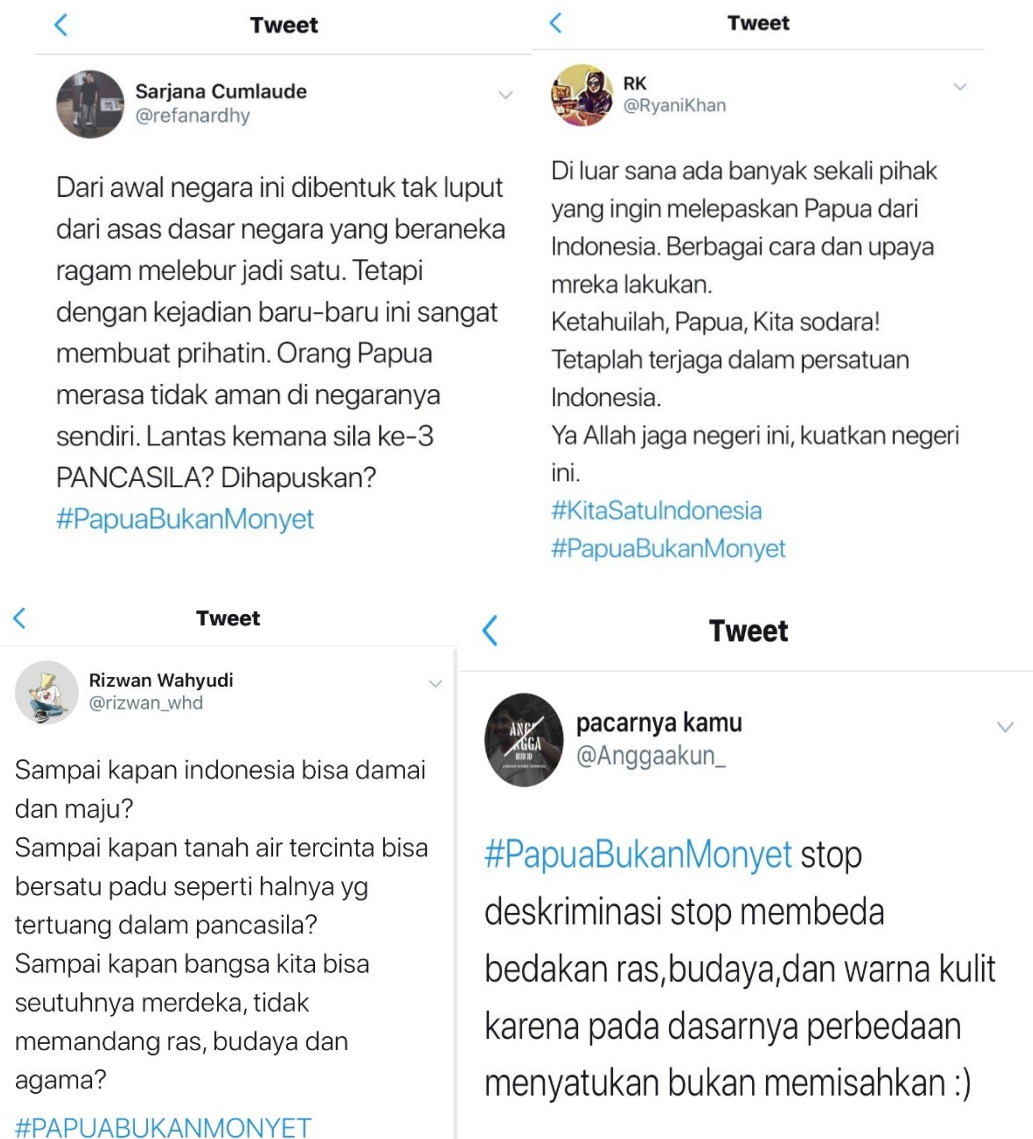 Tweet
Sarjana Cumlaude
@refanardhy
Dari awal negara ini dibentuk tak luput
dari asas dasar negara yang beraneka
ragam melebur jadi satu. Tetapi
dengan kejadian baru-baru ini sangat
membuat prihatin. Orang Papua
merasa tidak aman di negaranya
sendiri. Lantas kemana sila ke-3
PANCASILA? Dihapuskan?
#PapuaBukanMonyet
Tweet
RK
@RyaniKhan
Di luar sana ada banyak sekali pihak
yang ingin melepaskan Papua dari
Indonesia. Berbagai cara dan upaya
mreka lakukan.
Ketahuilah, Papua, Kita sodara!
Tetaplah terjaga dalam persatuan
Indonesia.
Ya Allah jaga negeri ini, kuatkan negeri
ini.
#KitaSatuIndonesia
#PapuaBukanMonyet
Tweet
Rizwan Wahyudi
@rizwan_whd
Sampai kapan indonesia bisa damai
dan maju?
Sampai kapan tanah air tercinta bisa
bersatu padu seperti halnya yg
tertuang dalam pancasila?
Sampai kapan bangsa kita bisa
seutuhnya merdeka, tidak
memandang ras, budaya dan
agama?
#PAPUABUKANMONYET
Tweet
pacarnya kamu
@Anggaakun_
#PapuaBukanMonyet stop
deskriminasi stop membeda
bedakan ras,budaya,dan warna kulit
karena pada dasarnya perbedaan
menyatukan bukan memisahkan :)